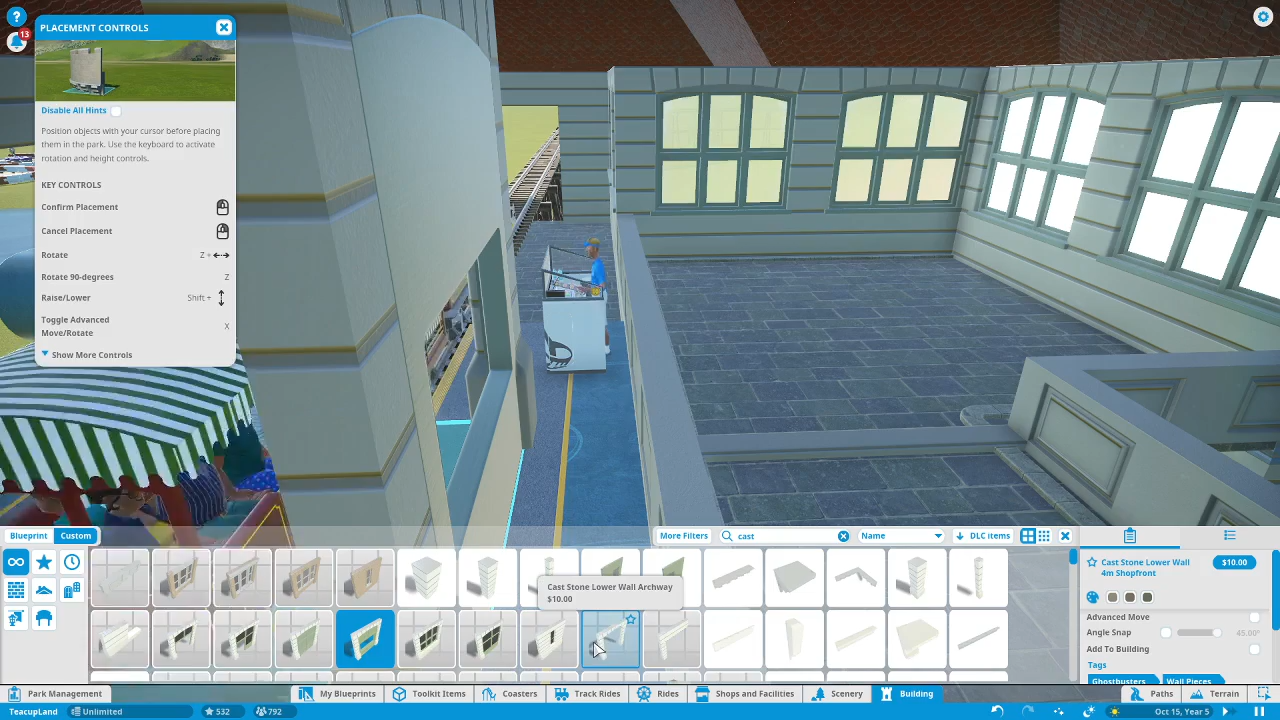 ?
13
PLACEMENT CONTROLS
Disable All Hints
Position objects with your cursor before placing
them in the park. Use the keyboard to activate
rotation and height controls.
KEY CONTROLS
Confirm Placement
Cancel Placement
Rotate Z +
Rotate 90-degrees Z
Raise/Lower Shift +
Toggle Advanced
Move/Rotate X
Show More Controls
Blueprint Custom
More Filters cast Name DLC items
Cast Stone Lower Wall Archway
$10.00
Cast Stone Lower Wall
4m Shopfront
$10.00
Advanced Move
Angle Snap 45.00°
Add To Building
Tags
Ghostbusters Wall Pieces
Park Management My Blueprints Toolkit Items Coasters Track Rides Rides Shops and Facilities Scenery Building Paths Terrain
TeacupLand Unlimited 532 792 Oct 15, Year 5